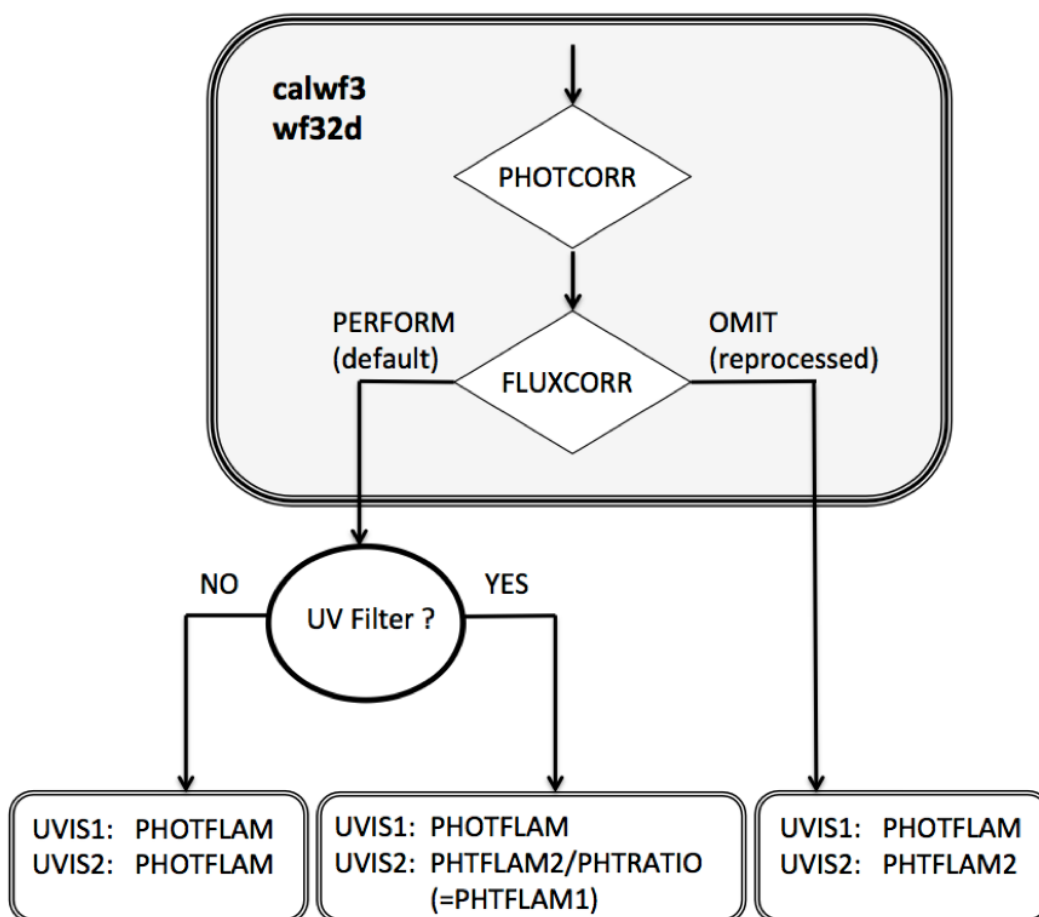 calwf3
wf32d
PHOTCORR
PERFORM
(default)
OMIT
(reprocessed)
FLUXCORR
NO
YES
UV Filter ?
UVIS1: PHOTFLAM
UVIS2: PHOTFLAM
UVIS1: PHOTFLAM
UVIS2: PHTFLAM2/PHTRATIO
(=PHTFLAM1)
UVIS1: PHOTFLAM
UVIS2: PHTFLAM2